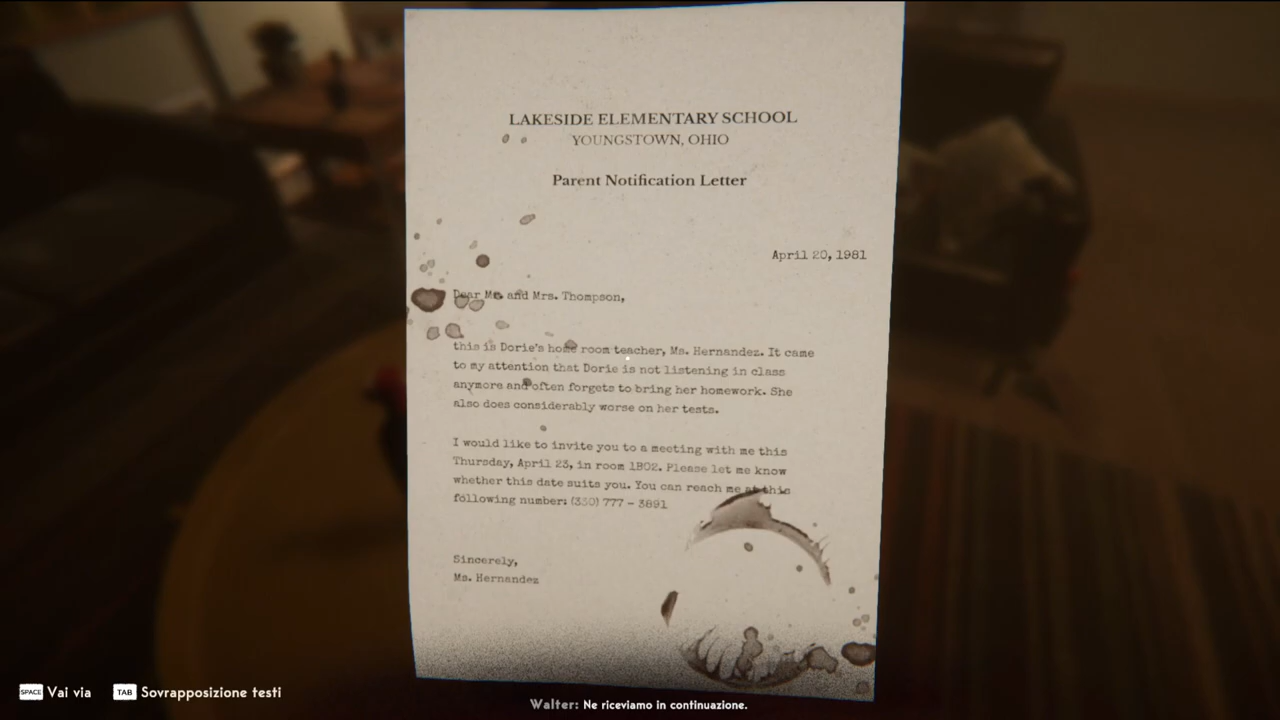 LAKESIDE ELEMENTARY SCHOOL
YOUNGSTOWN, OHIO
Parent Notification Letter
April 20, 1981
Dear Mr. and Mrs. Thompson,
this is Dorie's home room teacher, Ms. Hernandez. It came
to my attention that Dorie is not listening in class
anymore and often forgets to bring her homework. She
also does considerably worse on her tests.
I would like to invite you to a meeting with me this
Thursday, April 23, in room 1B02. Please let me know
whether this date suits you. You can reach me at this
following number: (330) 777 - 3891
Sincerely,
Ms. Hernandez
SPACE Vai via TAB Sovrapposizione testi
Walter: Ne riceviamo in continuazione.